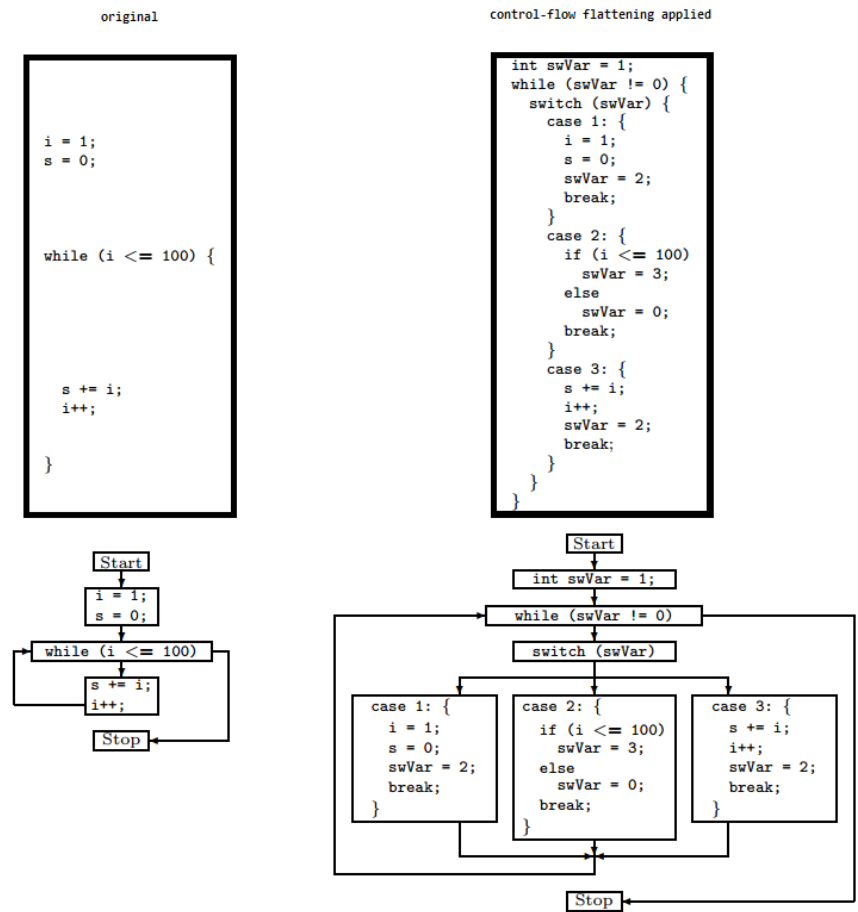 original
i = 1;
s = 0;
while (i <= 100) {
s += i;
i++;
}
control-flow flattening applied
int swVar = 1;
while (swVar != 0) {
switch (swVar) {
case 1: {
i = 1;
s = 0;
swVar = 2;
break;
}
case 2: {
if (i <= 100)
swVar = 3;
else
swVar = 0;
break;
}
case 3: {
s += i;
i++;
swVar = 2;
break;
}
}
}
Start
i = 1;
s = 0;
while (i <= 100)
s += i;
i++;
Stop
Start
int swVar = 1;
while (swVar != 0)
switch (swVar)
case 1: {
i = 1;
s = 0;
swVar = 2;
break;
}
case 2: {
if (i <= 100)
swVar = 3;
else
swVar = 0;
break;
}
case 3: {
s += i;
i++;
swVar = 2;
break;
}
Stop